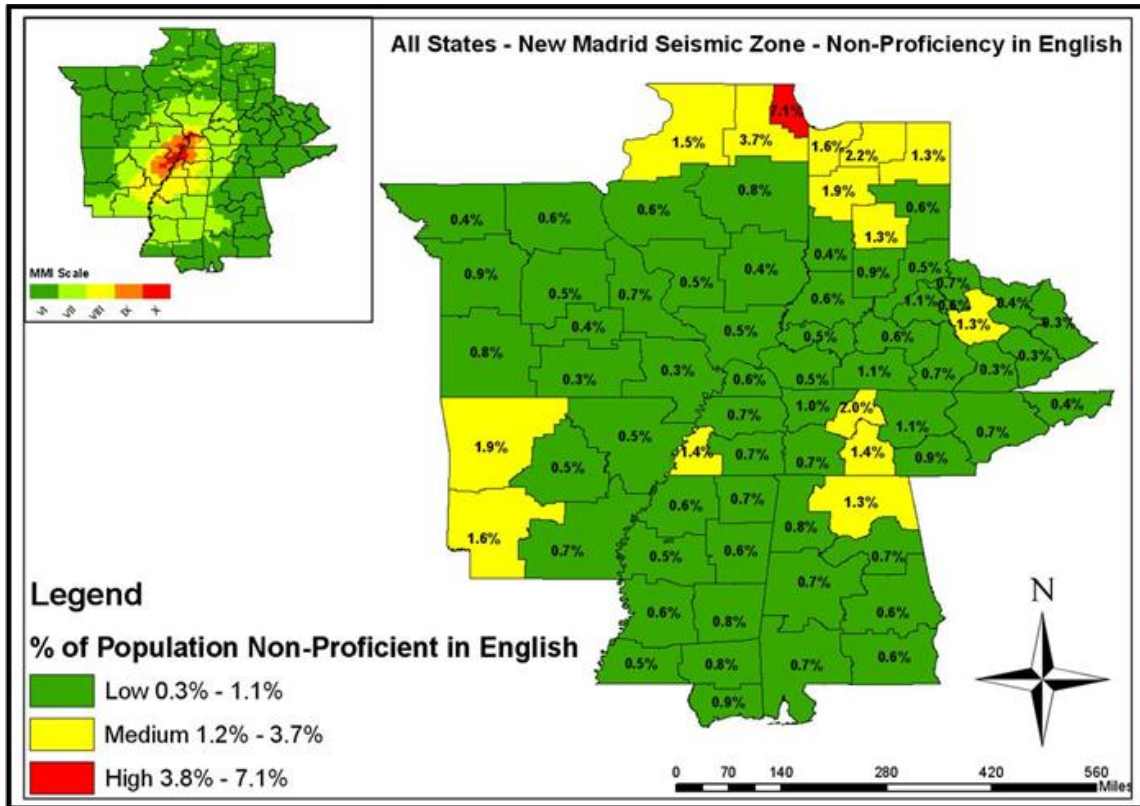 All States - New Madrid Seismic Zone - Non-Proficiency in English
MMI Scale
VI VII VIII IX X
7.1%
1.5% 3.7% 1.6% 2.2% 1.3%
0.8% 1.9%
0.4% 0.6% 0.6% 1.3% 0.6%
0.9% 0.5% 0.4% 0.4% 0.9% 0.5%
0.5% 0.7% 0.6% 1.1% 0.7% 0.6% 0.4%
0.8% 0.4% 0.5% 0.5% 0.6% 1.3% 0.3%
0.3% 0.3% 0.6% 0.5% 1.1% 0.7% 0.3% 0.3%
0.7% 1.0% 2.0% 1.1% 0.7% 0.4%
1.9% 0.5% 0.5% 1.4% 0.7% 0.7% 1.4% 0.9%
1.6% 0.7% 0.6% 0.7% 0.8% 1.3%
0.5% 0.6% 0.7% 0.7%
0.6% 0.8% 0.6%
0.5% 0.8% 0.7% 0.6%
0.9%
N
Legend
% of Population Non-Proficient in English
Low 0.3% - 1.1%
Medium 1.2% - 3.7%
High 3.8% - 7.1%
0 70 140 280 420 560
Miles